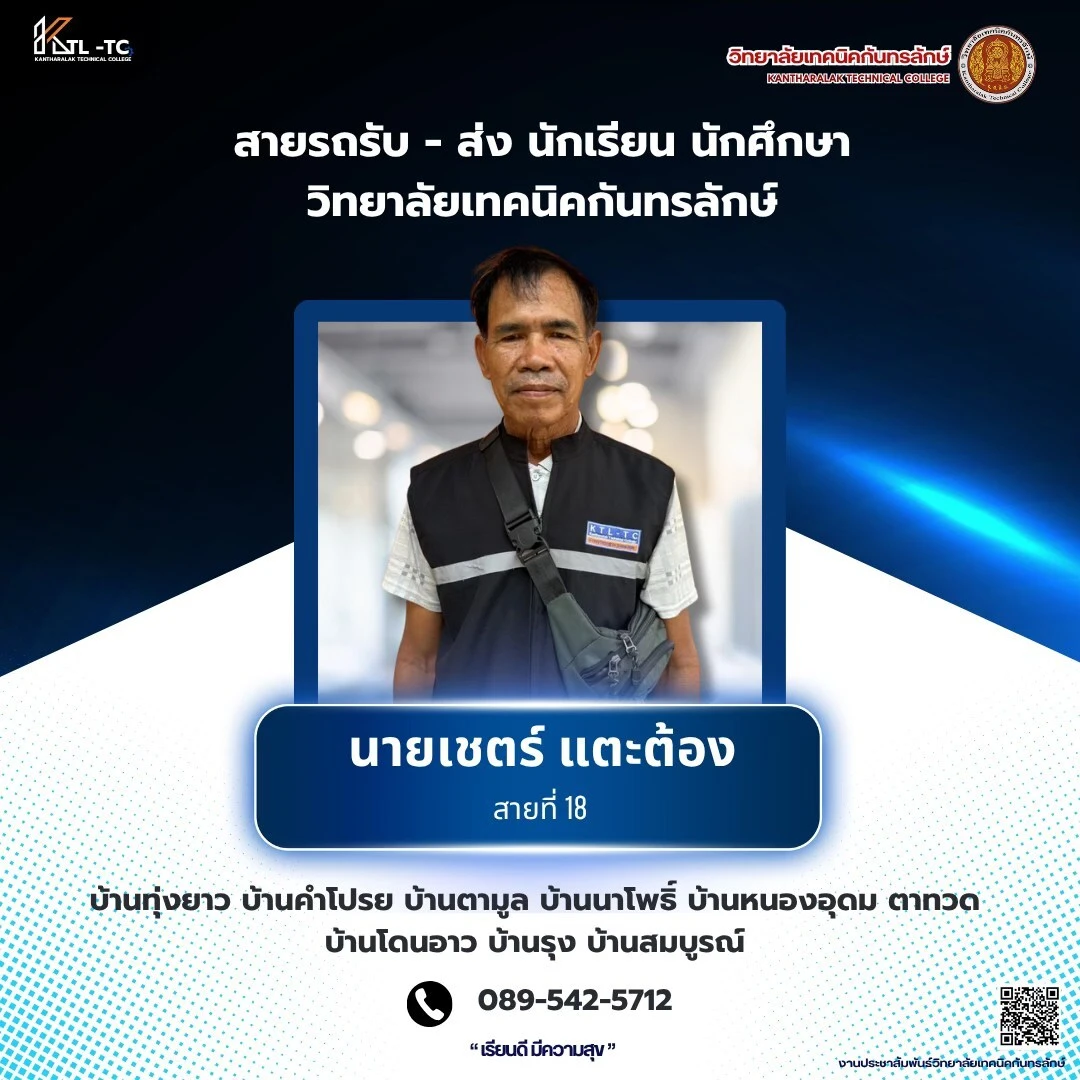 KTL -TC
KANTHARALAK TECHNICAL COLLEGE
วิทยาลัยเทคนิคกันทรลักษ์
KANTHARALAK TECHNICAL COLLEGE
สายรถรับ - ส่ง นักเรียน นักศึกษา
วิทยาลัยเทคนิคกันทรลักษ์
KTL-TC
นายเชตร์ แตะต้อง
สายที่ 18
บ้านทุ่งยาว บ้านคำโปรย บ้านตามูล บ้านนาโพธิ์ บ้านหนองอุดม ตาทวด
บ้านโดนอาว บ้านรุง บ้านสมบูรณ์
089-542-5712
“ เรียนดี มีความสุข ”
งานประชาสัมพันธ์วิทยาลัยเทคนิคกันทรลักษ์